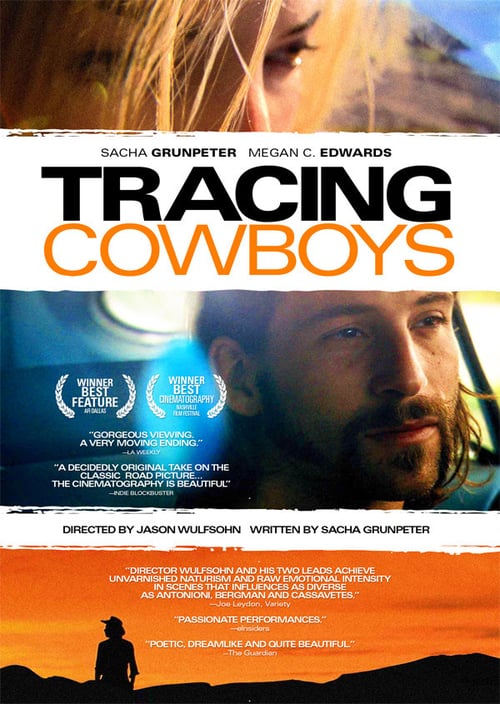 SACHA GRUNPETER MEGAN C. EDWARDS
TRACING
COWBOYS
WINNER
BEST
FEATURE
AFI DALLAS
WINNER
BEST
CINEMATOGRAPHY
NASHVILLE
FILM FESTIVAL
"GORGEOUS VIEWING.
A VERY MOVING ENDING."
—LA WEEKLY
"A DECIDEDLY ORIGINAL TAKE ON THE
CLASSIC ROAD PICTURE...
THE CINEMATOGRAPHY IS BEAUTIFUL"
—INDIE BLOCKBUSTER
DIRECTED BY JASON WULFSOHN WRITTEN BY SACHA GRUNPETER
"DIRECTOR WULFSOHN AND HIS TWO LEADS ACHIEVE
UNVARNISHED NATURISM AND RAW EMOTIONAL INTENSITY
IN SCENES THAT INFLUENCES AS DIVERSE
AS ANTONIONI, BERGMAN AND CASSAVETES."
—Joe Leydon, Variety
"PASSIONATE PERFORMANCES."
—eInsiders
"POETIC, DREAMLIKE AND QUITE BEAUTIFUL."
—The Guardian